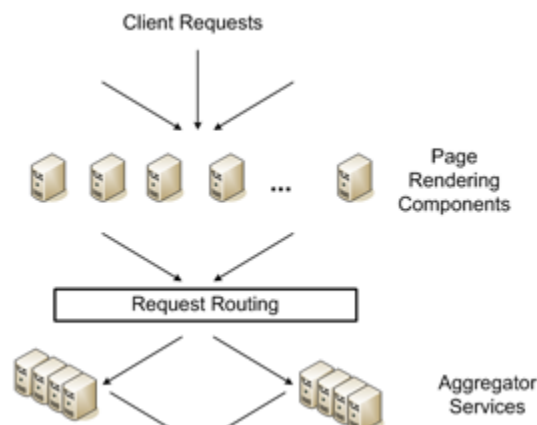 Client Requests
Page
Rendering
Components
...
Request Routing
Aggregator
Services